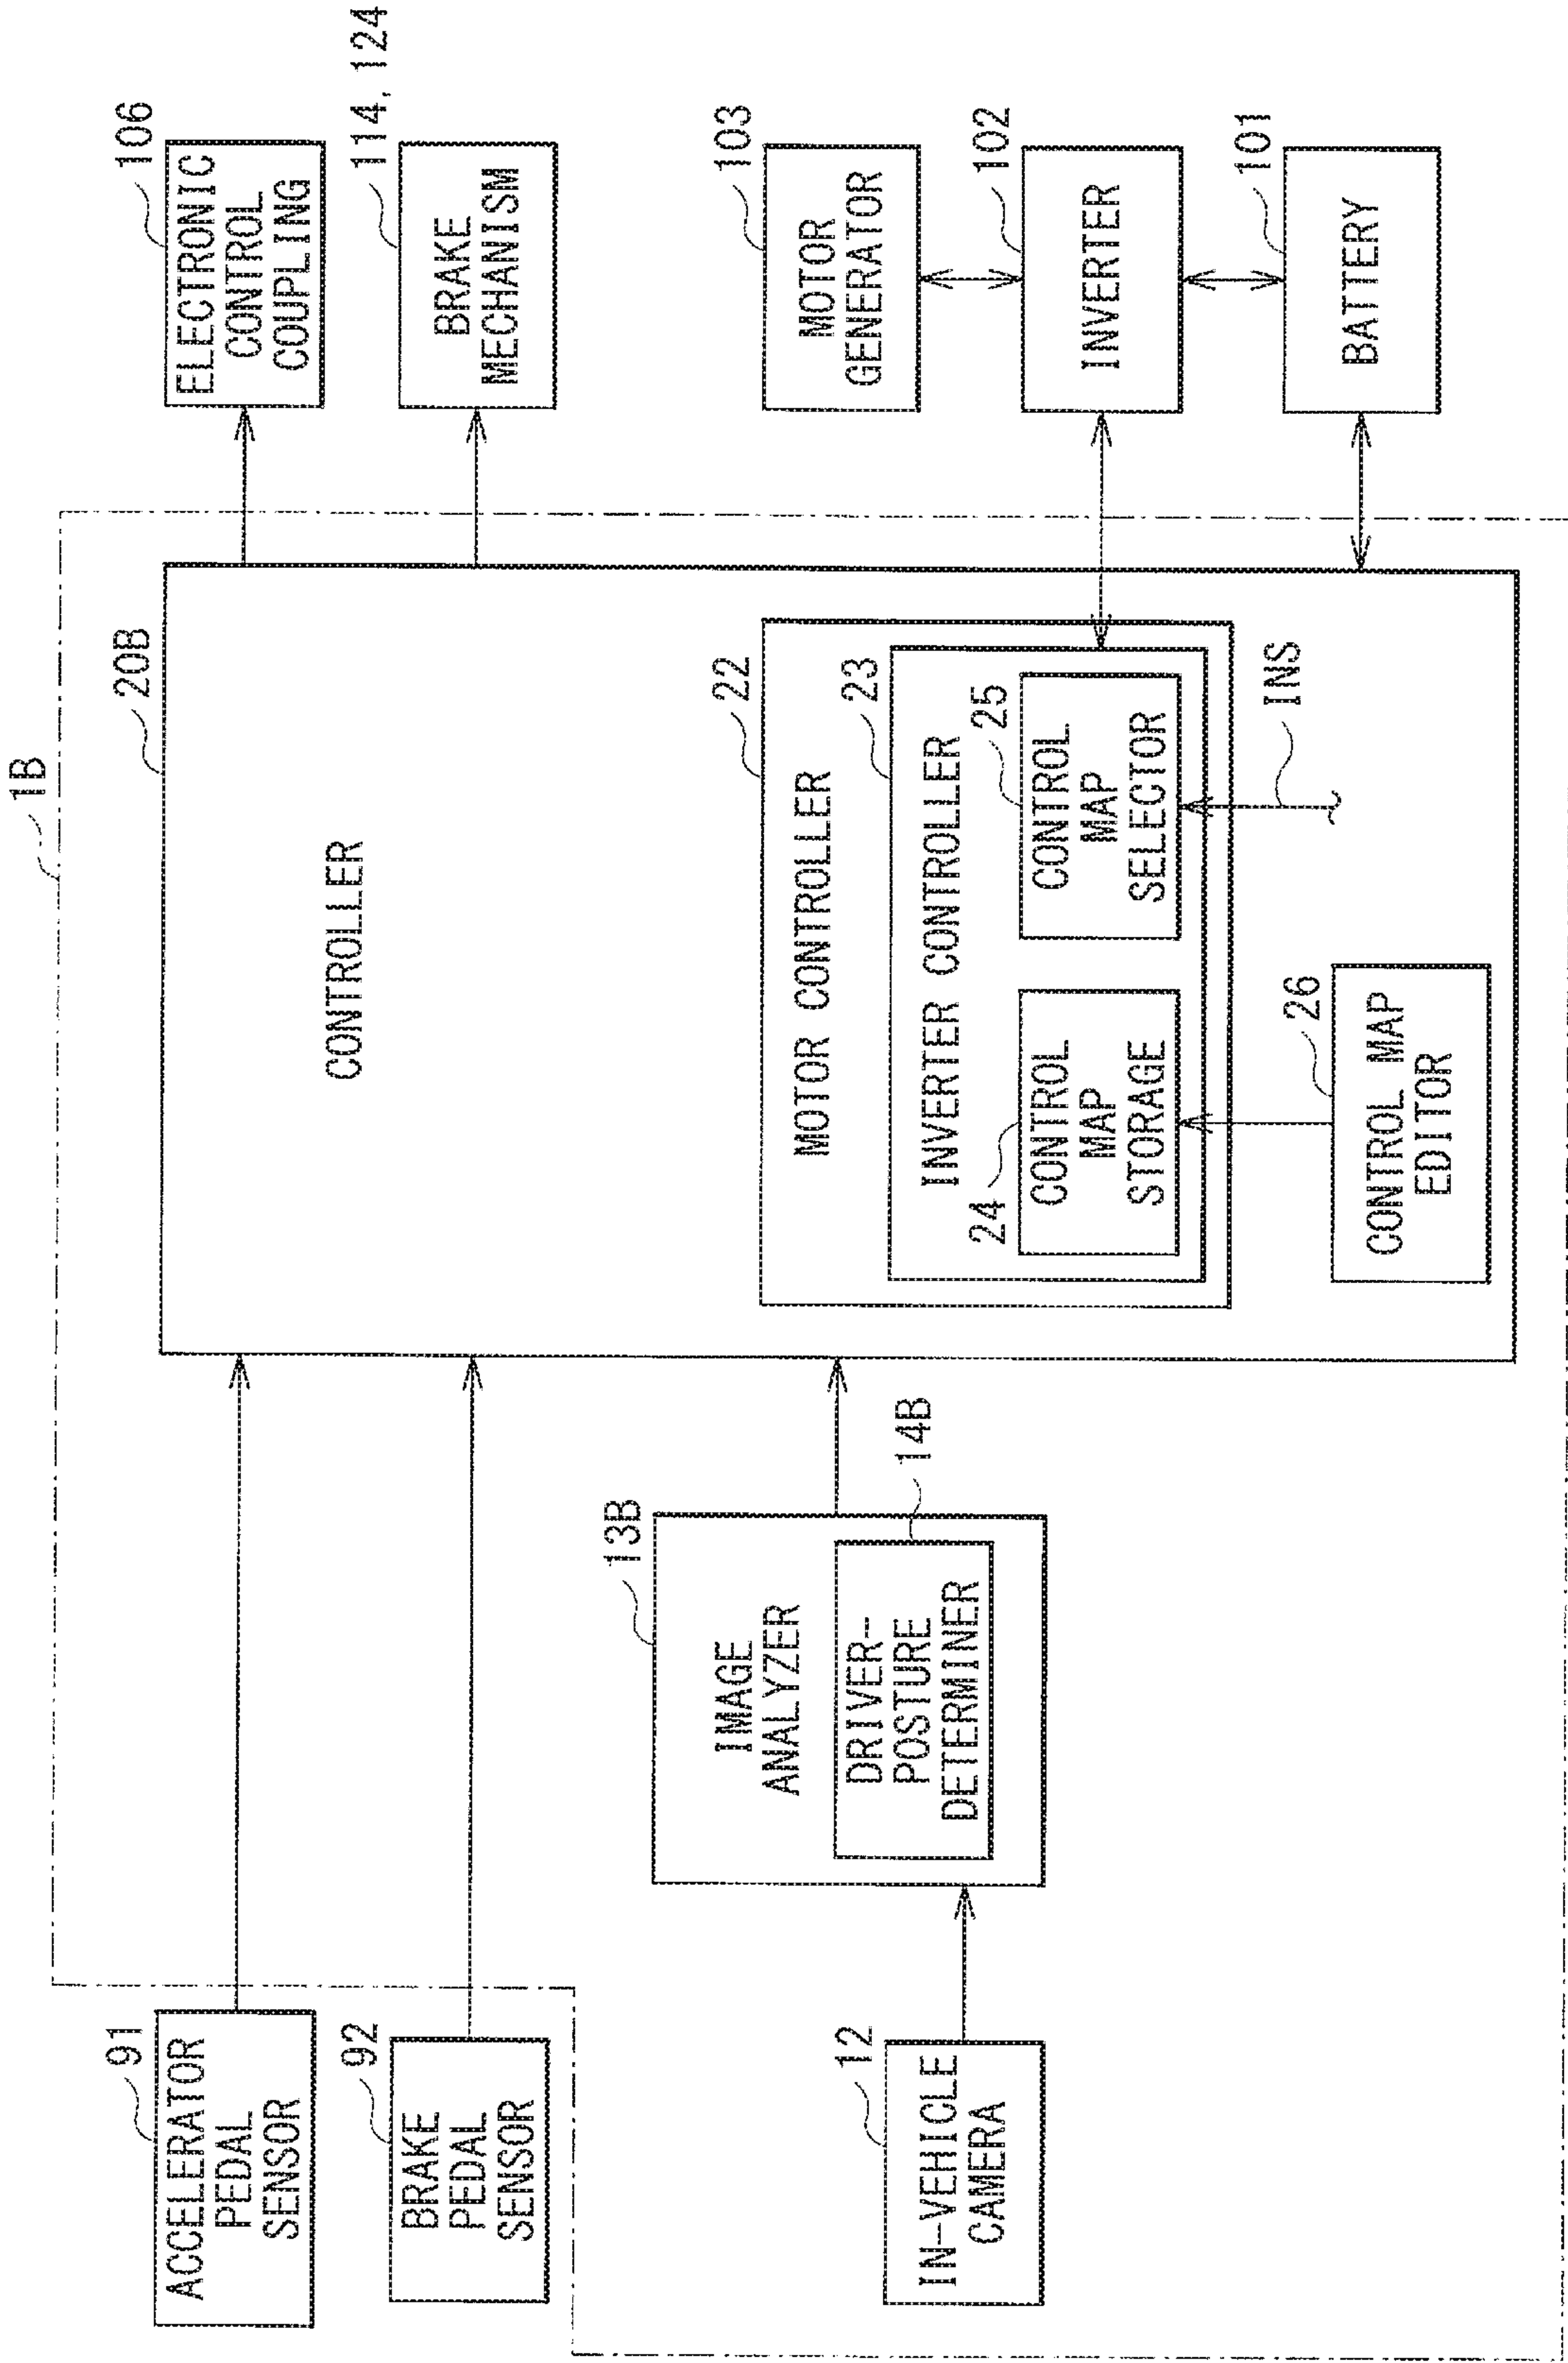 1B
91
ACCELERATOR
PEDAL
SENSOR
92
BRAKE
PEDAL
SENSOR
12
IN-VEHICLE
CAMERA
13B
IMAGE
ANALYZER
DRIVER-
POSTURE
DETERMINER
14B
20B
CONTROLLER
22
MOTOR CONTROLLER
23
INVERTER CONTROLLER
24
CONTROL
MAP
STORAGE
25
CONTROL
MAP
SELECTOR
26
CONTROL MAP
EDITOR
INS
106
ELECTRONIC
CONTROL
COUPLING
114, 124
BRAKE
MECHANISM
103
MOTOR
GENERATOR
102
INVERTER
101
BATTERY